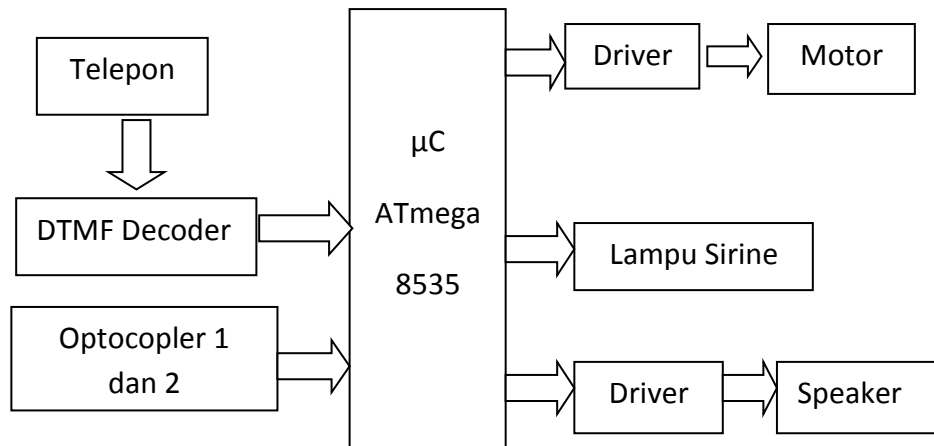 Telepon
DTMF Decoder
Optocopler 1
dan 2
µC
ATmega
8535
Driver
Motor
Lampu Sirine
Driver
Speaker